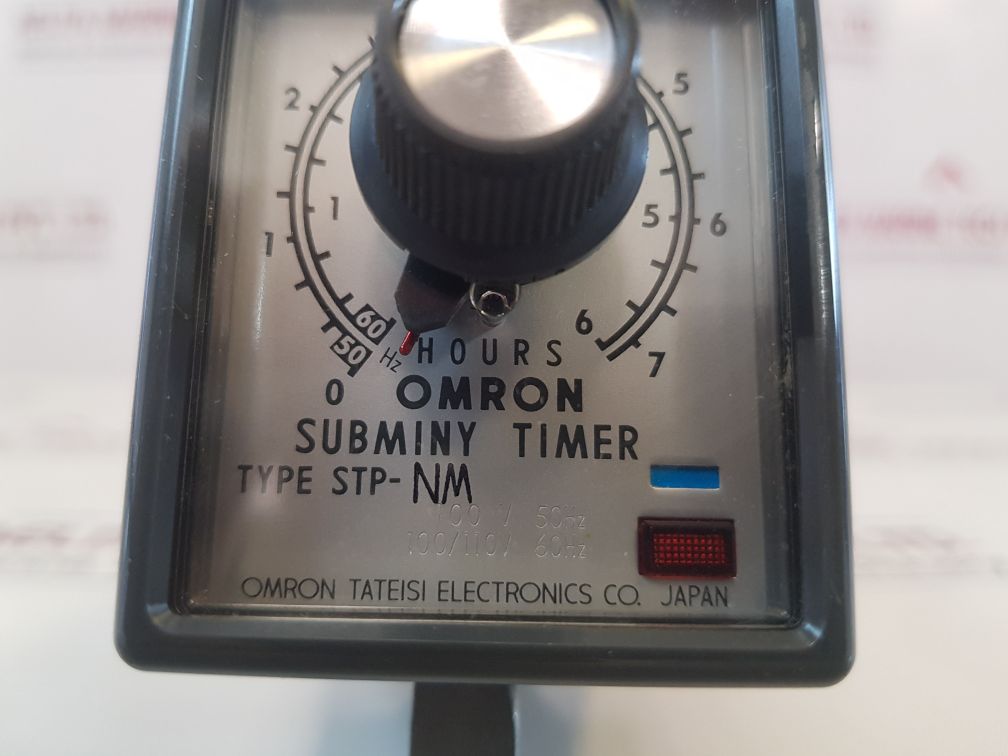 2
5
1
5
6
1
60
6
50
Hz
HOURS
7
0
OMRON
SUBMINY TIMER
TYPE STP-NM
100 V 50Hz
100/110V 60Hz
OMRON TATEISI ELECTRONICS CO. JAPAN